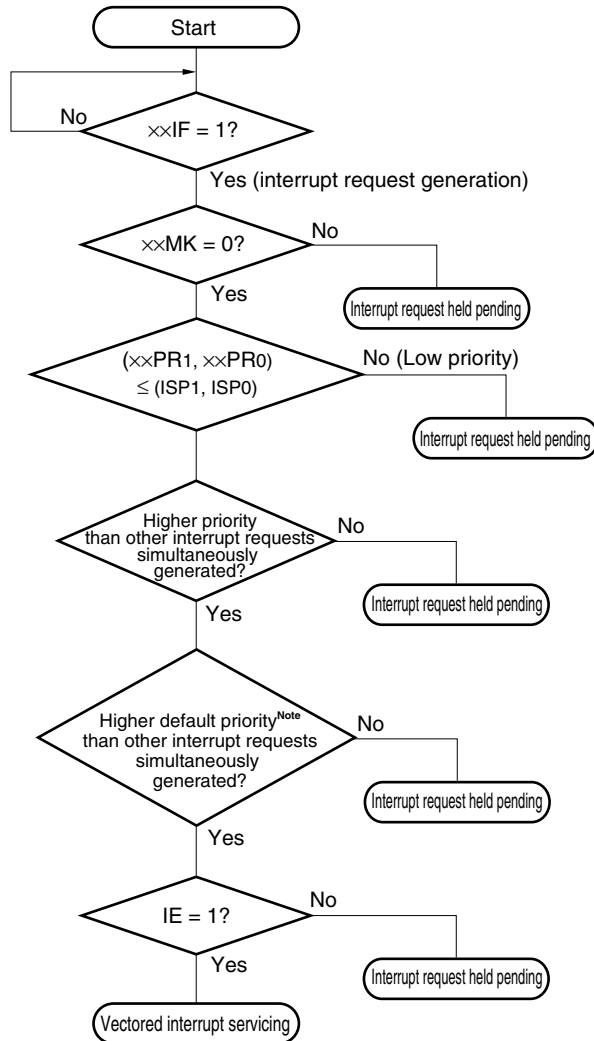 Start
No
××IF = 1?
Yes (interrupt request generation)
No
××MK = 0?
Yes
Interrupt request held pending
(××PR1, ××PR0)
≤ (ISP1, ISP0)
No (Low priority)
Interrupt request held pending
Higher priority
than other interrupt requests
simultaneously
generated?
No
Interrupt request held pending
Yes
Higher default priorityNote
than other interrupt requests
simultaneously
generated?
No
Interrupt request held pending
Yes
IE = 1?
No
Interrupt request held pending
Yes
Vectored interrupt servicing